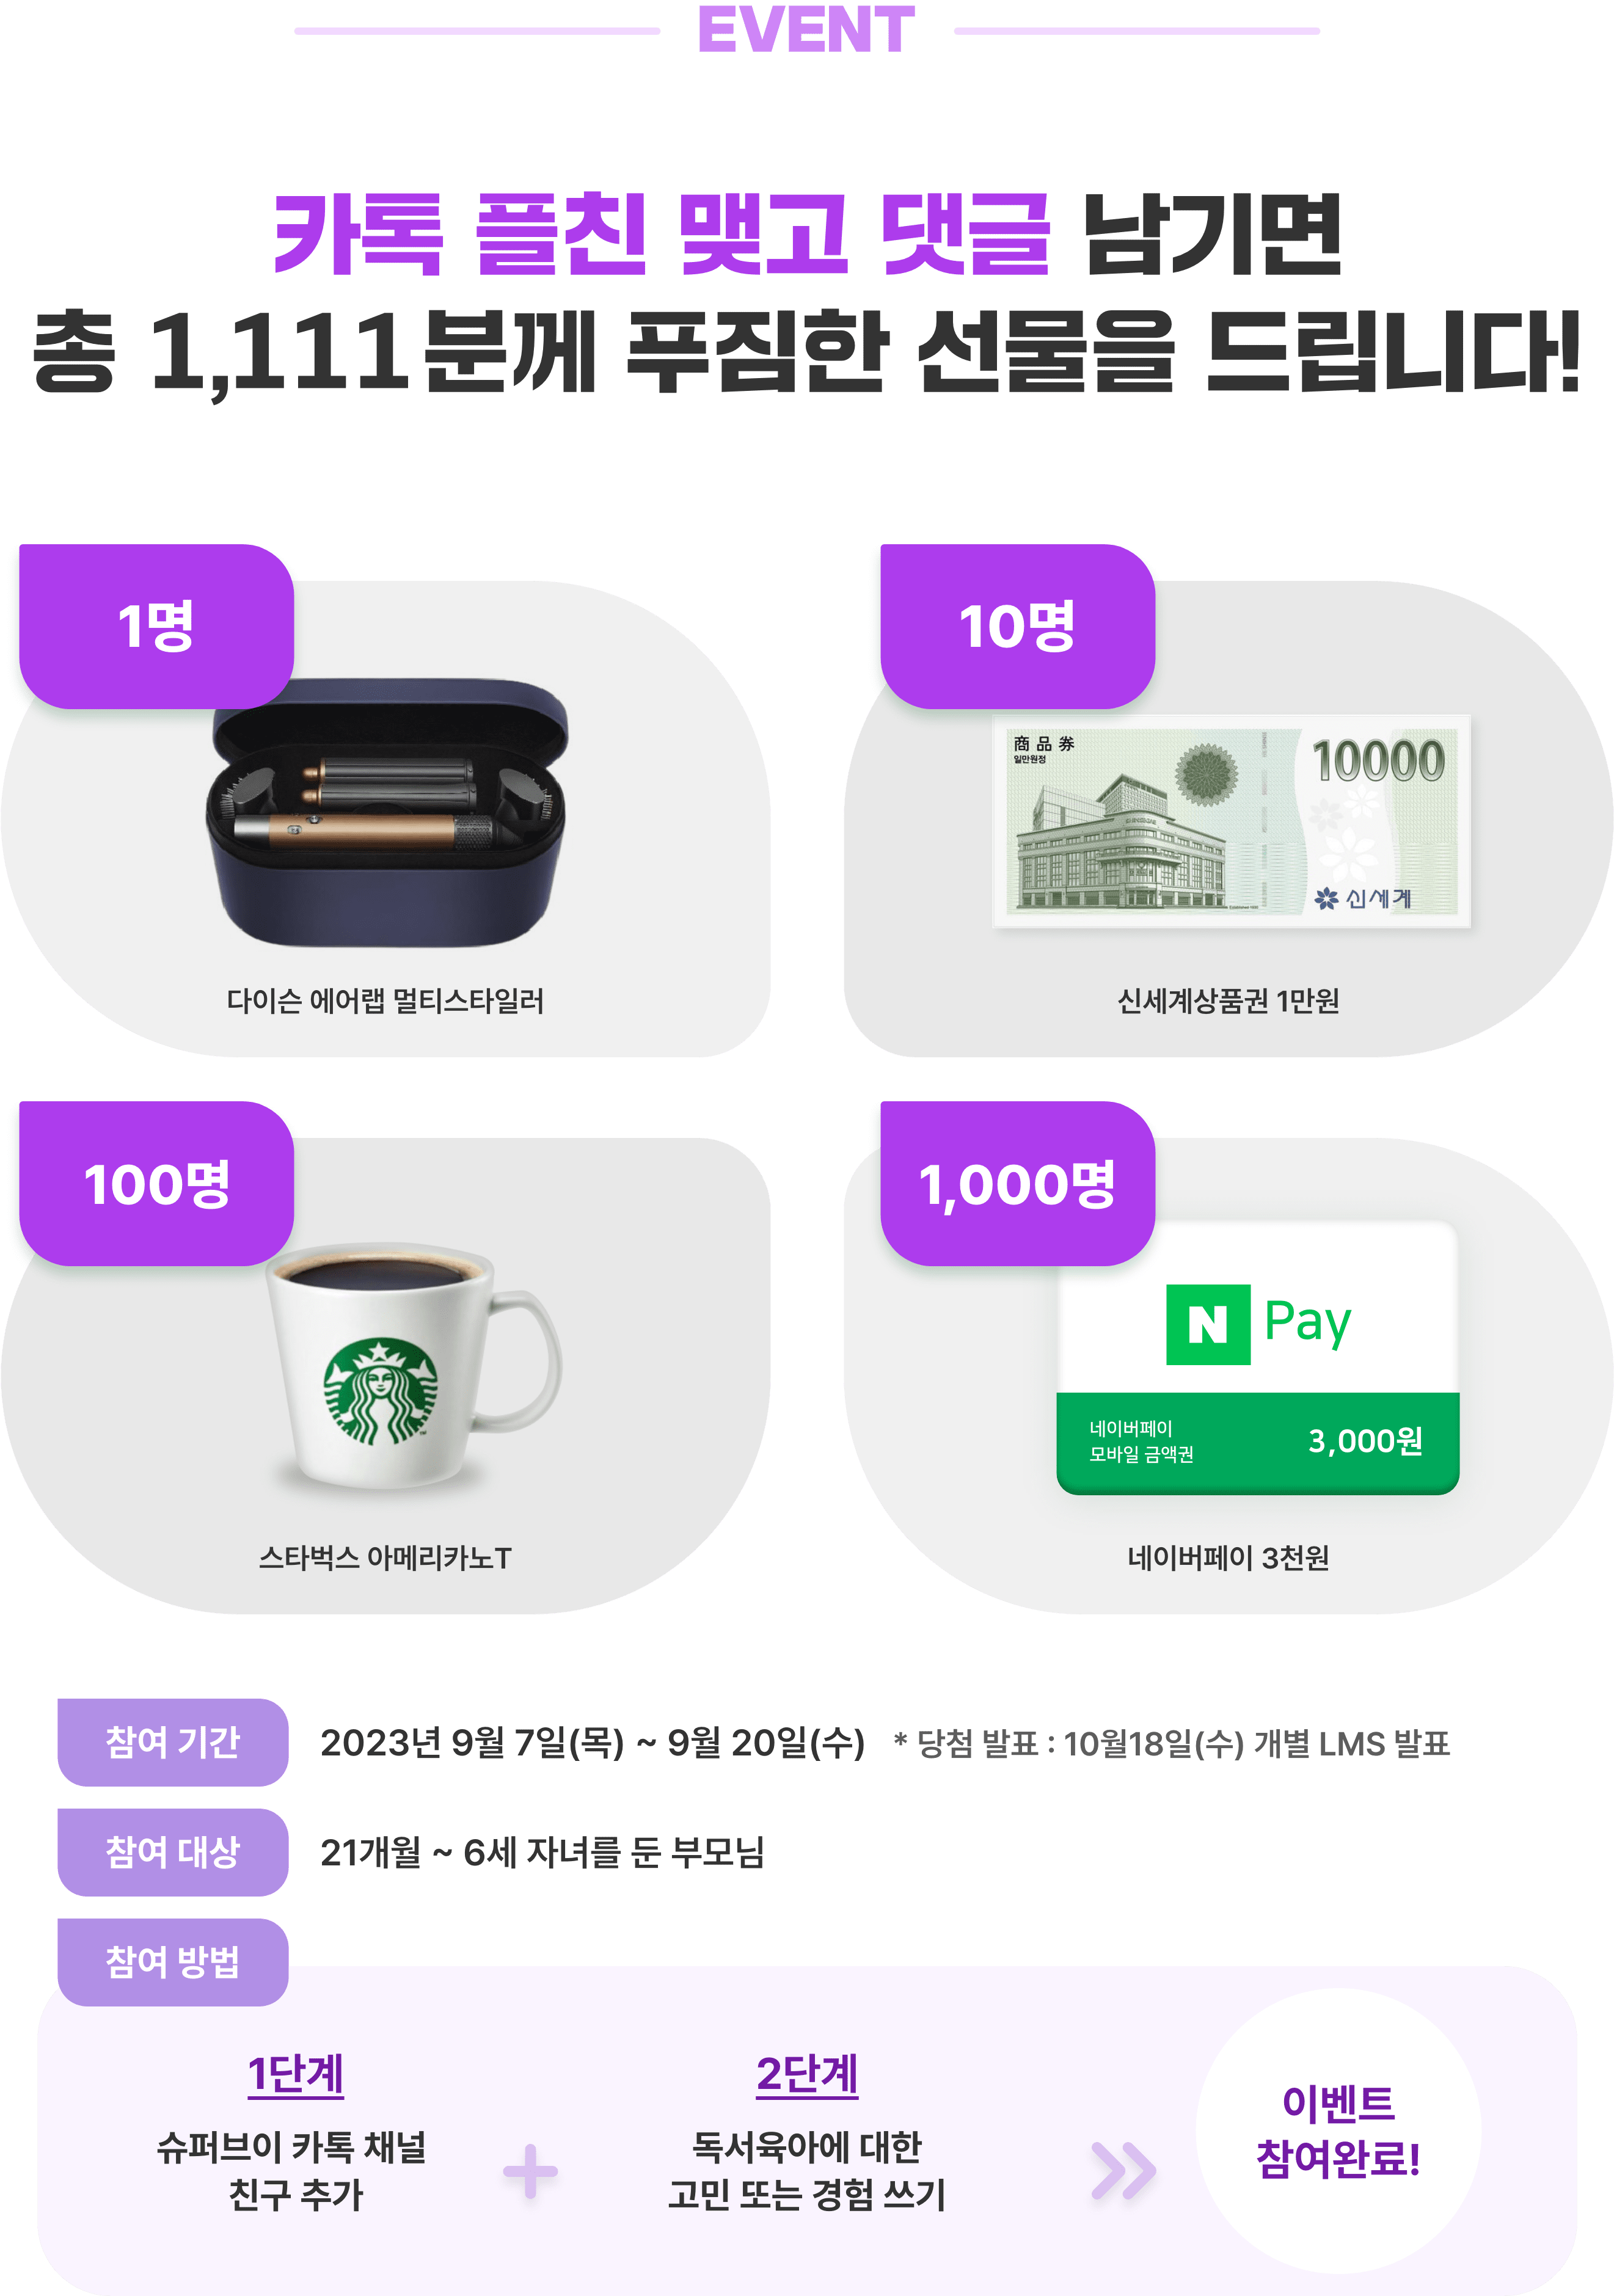 EVENT
카톡 플친 맺고 댓글 남기면
총 1,111분께 푸짐한 선물을 드립니다!
1명
다이슨 에어랩 멀티스타일러
10명
商品券
일만원정
10000
신세계
신세계상품권 1만원
100명
스타벅스 아메리카노T
1,000명
N Pay
네이버페이
모바일 금액권
3,000원
네이버페이 3천원
참여 기간
2023년 9월 7일(목) ~ 9월 20일(수) * 당첨 발표 : 10월18일(수) 개별 LMS 발표
참여 대상
21개월 ~ 6세 자녀를 둔 부모님
참여 방법
1단계
슈퍼브이 카톡 채널
친구 추가
+
2단계
독서육아에 대한
고민 또는 경험 쓰기
이벤트
참여완료!